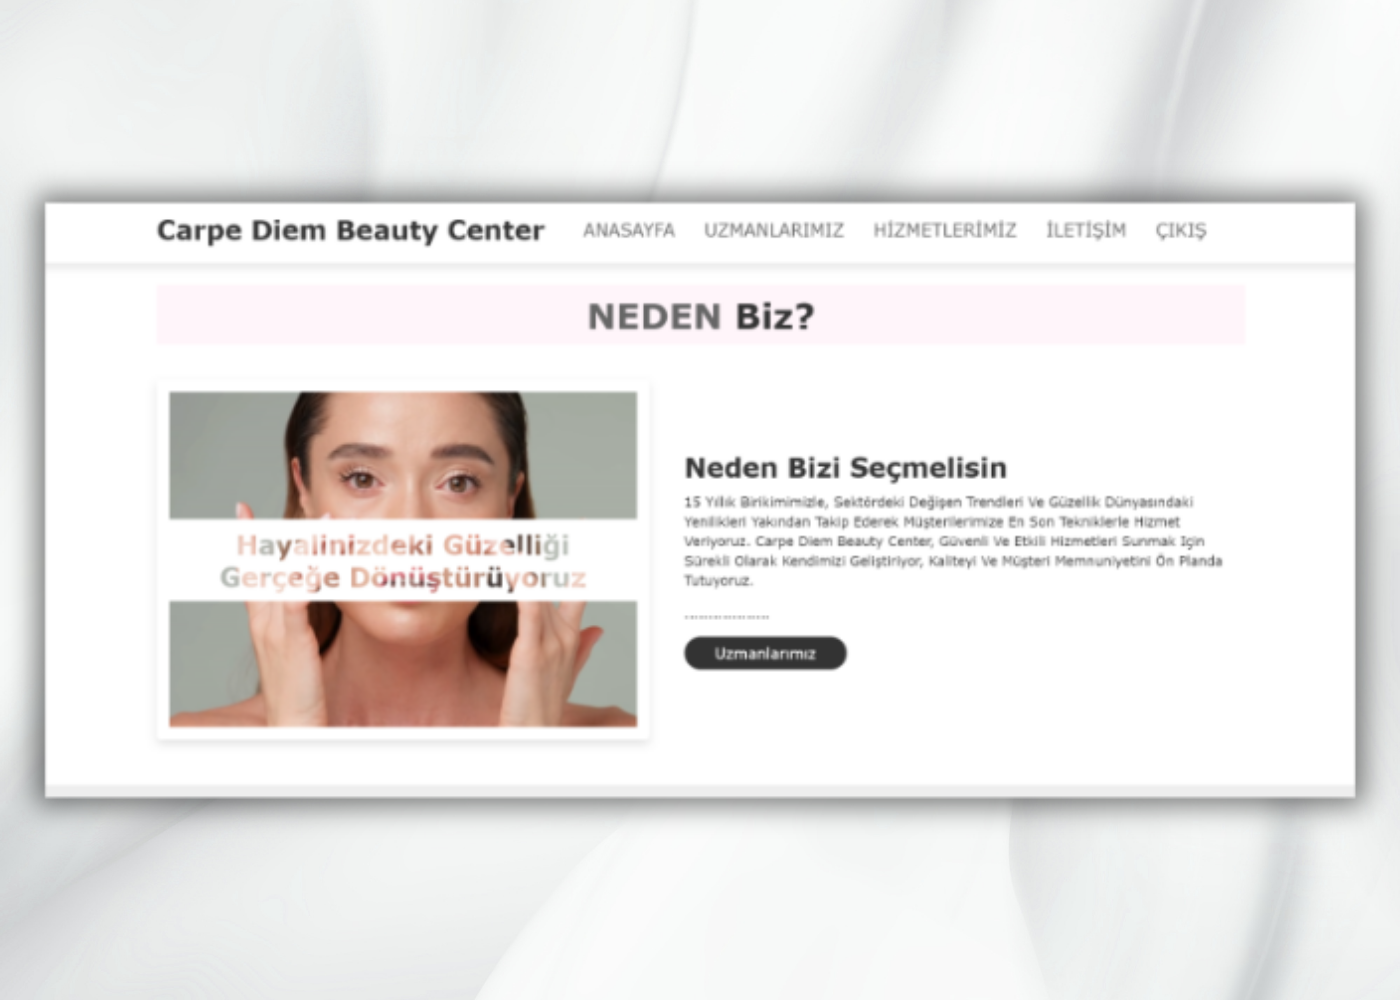 Carpe Diem Beauty Center ANASAYFA UZMANLARIMIZ HİZMETLERİMİZ İLETİŞİM ÇIKIŞ
NEDEN Biz?
Hayalinizdeki Güzelliği
Gerçeğe Dönüştürüyoruz
Neden Bizi Seçmelisin
15 Yıllık Birikimimizle, Sektördeki Değişen Trendleri Ve Güzellik Dünyasındaki
Yenilikleri Yakından Takip Ederek Müşterilerimize En Son Tekniklerle Hizmet
Veriyoruz. Carpe Diem Beauty Center, Güvenli Ve Etkili Hizmetleri Sunmak İçin
Sürekli Olarak Kendimizi Geliştiriyor, Kaliteyi Ve Müşteri Memnuniyetini Ön Planda
Tutuyoruz.
------------------
Uzmanlarımız